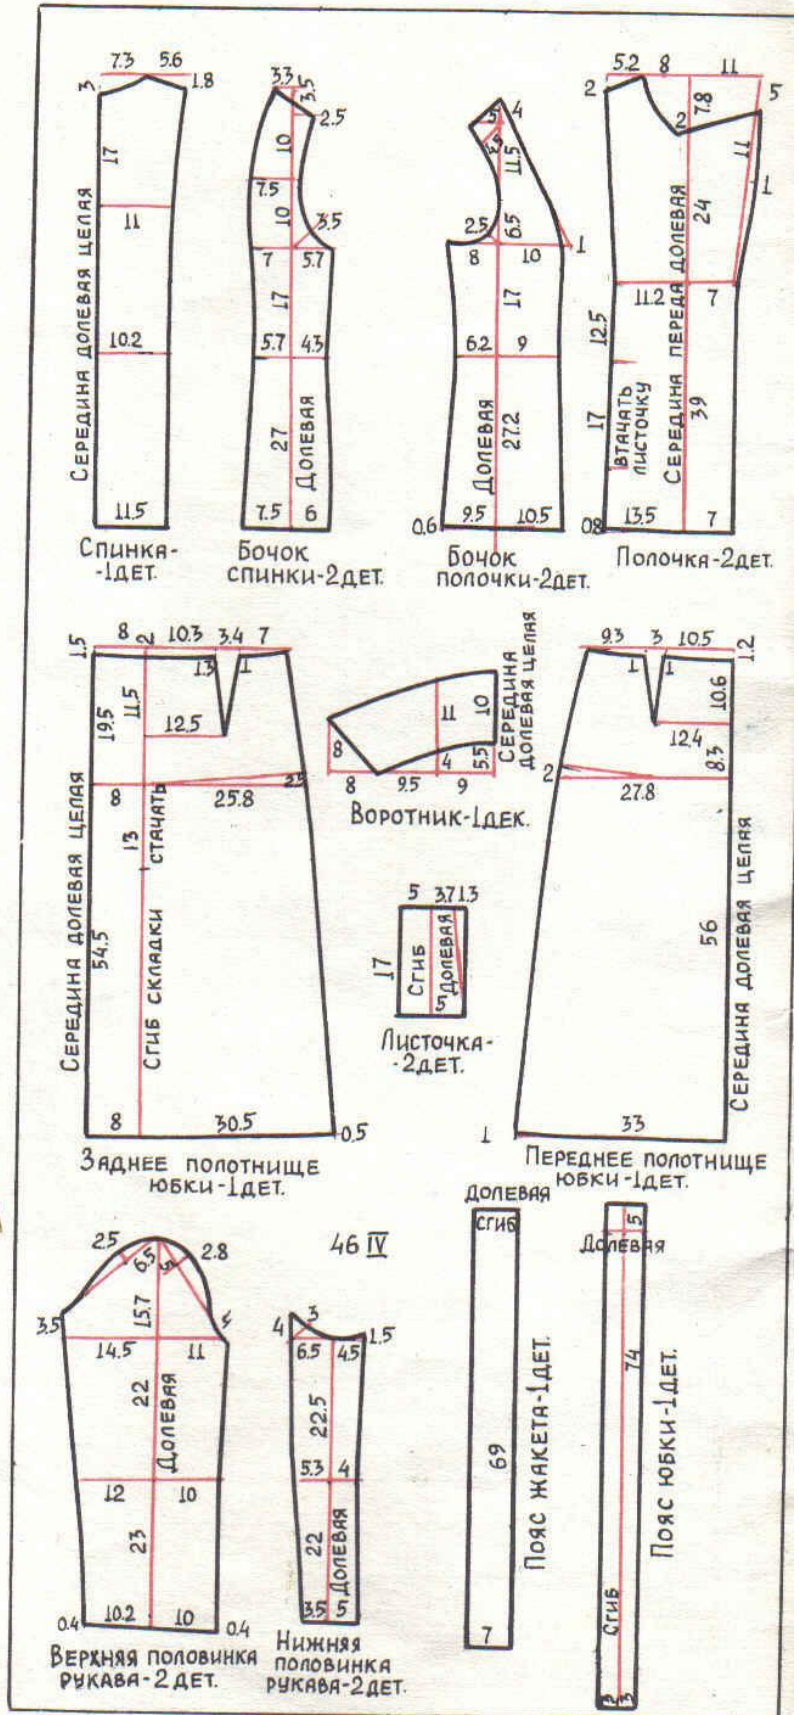 7.3 5.6
3 1.8
17
11
10.2
11.5
Середина долевая целая
Спинка-
-1дет.
3.3 3.5
2.5
10
7.5
10 3.5
7 5.7
17
5.7 4.3
27
Долевая
7.5 6
Бочок
спинки-2дет.
4
5
3.5
11.5
2.5 6.5
8 10 1
17
6.2 9
Долевая
27.2
0.6 9.5 10.5
Бочок
полочки-2дет.
5.2 8 11
2 5
7.8
2
11
1
24
11.2 7
12.5
17
втачать
листочку
Середина переда долевая
39
0.8 13.5 7
Полочка-2дет.
8 2 10.3 3.4 7
1.5
1.3 1
19.5 11.5
12.5
2.5
8 25.8
13
стачать
Середина долевая целая
54.5
Сгиб складки
8 30.5 0.5
Заднее полотнище
юбки-1дет.
Середина
долевая целая
11 10
8
4 5.5
8 9.5 9
Воротник-1дек.
5 3.7 1.3
17
Сгиб
долевая
5
Листочка-
-2дет.
9.3 3 10.5
1.2
1 1
10.6
12.4
8.3
2
27.8
56
Середина долевая целая
1 33
Переднее полотнище
юбки-1дет.
46 IV
2.5 2.8
6.5 5
15.7
3.5 4
14.5 11
22
Долевая
12 10
23
0.4 10.2 10 0.4
Верхняя половинка
рукава-2дет.
3
4 1.5
6.5 4.5
22.5
5.3 4
22
Долевая
3.5 5
Нижняя
половинка
рукава-2дет.
долевая
сгиб
69
7
Пояс жакета-1дет.
5
Долевая
74
Сгиб
3 3
Пояс юбки-1дет.